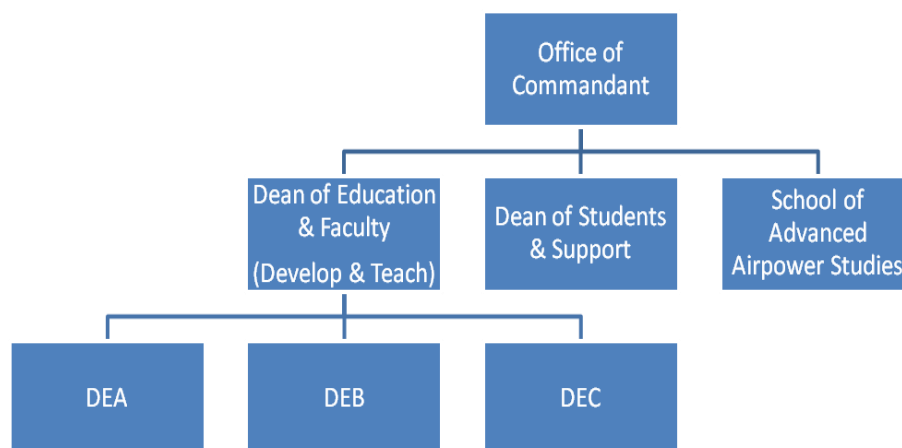 Office of
Commandant
Dean of Education
& Faculty
(Develop & Teach)
Dean of Students
& Support
School of
Advanced
Airpower Studies
DEA
DEB
DEC